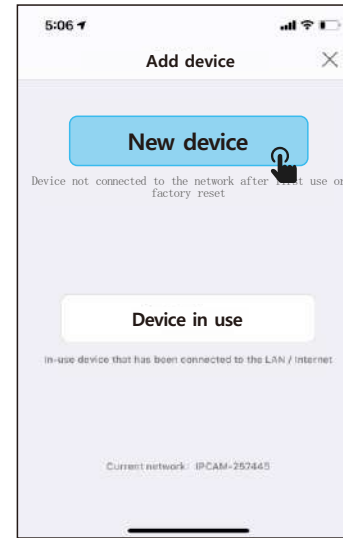 5:06
Add device
New device
Device not connected to the network after first use or
factory reset
Device in use
In-use device that has been connected to the LAN / Internet
Current network: IPCAM-257445